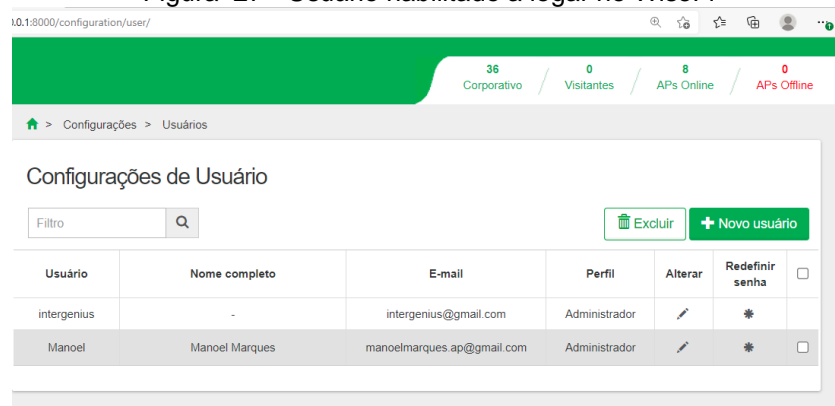 0.1:8000/configuration/user/
36 0 8 0
Corporativo / Visitantes / APs Online / APs Offline
> Configurações > Usuários
Configurações de Usuário
Filtro Excluir + Novo usuário
Usuário Nome completo E-mail Perfil Alterar Redefinir senha
intergenius - intergenius@gmail.com Administrador
Manoel Manoel Marques manoelmarques.ap@gmail.com Administrador